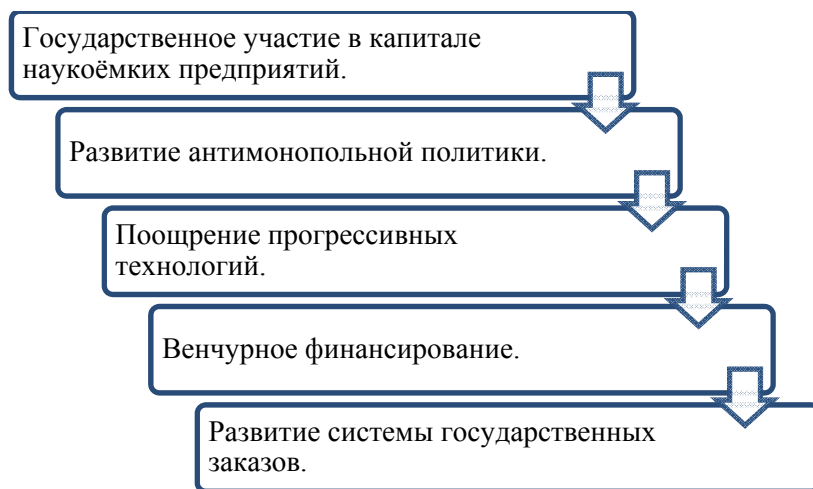 Государственное участие в капитале
наукоёмких предприятий.
Развитие антимонопольной политики.
Поощрение прогрессивных
технологий.
Венчурное финансирование.
Развитие системы государственных
заказов.